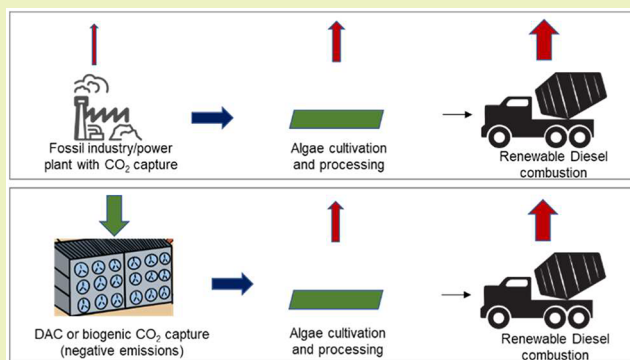 Fossil industry/power
plant with CO₂ capture
Algae cultivation
and processing
Renewable Diesel
combustion
DAC or biogenic CO₂ capture
(negative emissions)
Algae cultivation
and processing
Renewable Diesel
combustion